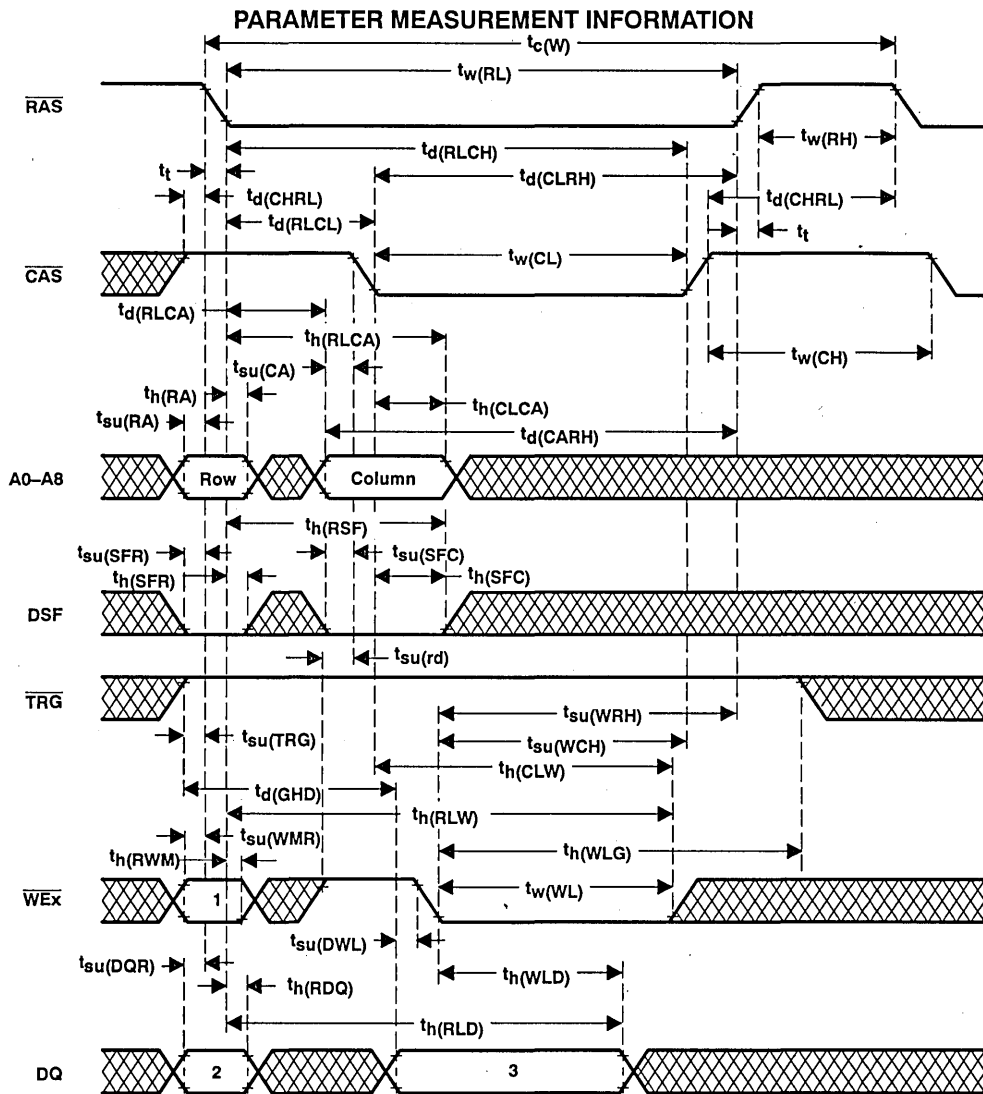 PARAMETER MEASUREMENT INFORMATION
tc(W)
tw(RL)
RAS
tw(RH)
td(RLCH)
tt
td(CLRH)
td(CHRL)
td(CHRL)
td(RLCL)
tt
tw(CL)
CAS
td(RLCA)
th(RLCA)
tsu(CA)
tw(CH)
th(RA)
th(CLCA)
tsu(RA)
td(CARH)
A0–A8
Row
Column
th(RSF)
tsu(SFR)
tsu(SFC)
th(SFR)
th(SFC)
DSF
tsu(rd)
TRG
tsu(WRH)
tsu(TRG)
tsu(WCH)
th(CLW)
td(GHD)
th(RLW)
tsu(WMR)
th(RWM)
th(WLG)
WEx
1
tw(WL)
tsu(DWL)
tsu(DQR)
th(WLD)
th(RDQ)
th(RLD)
DQ
2
3